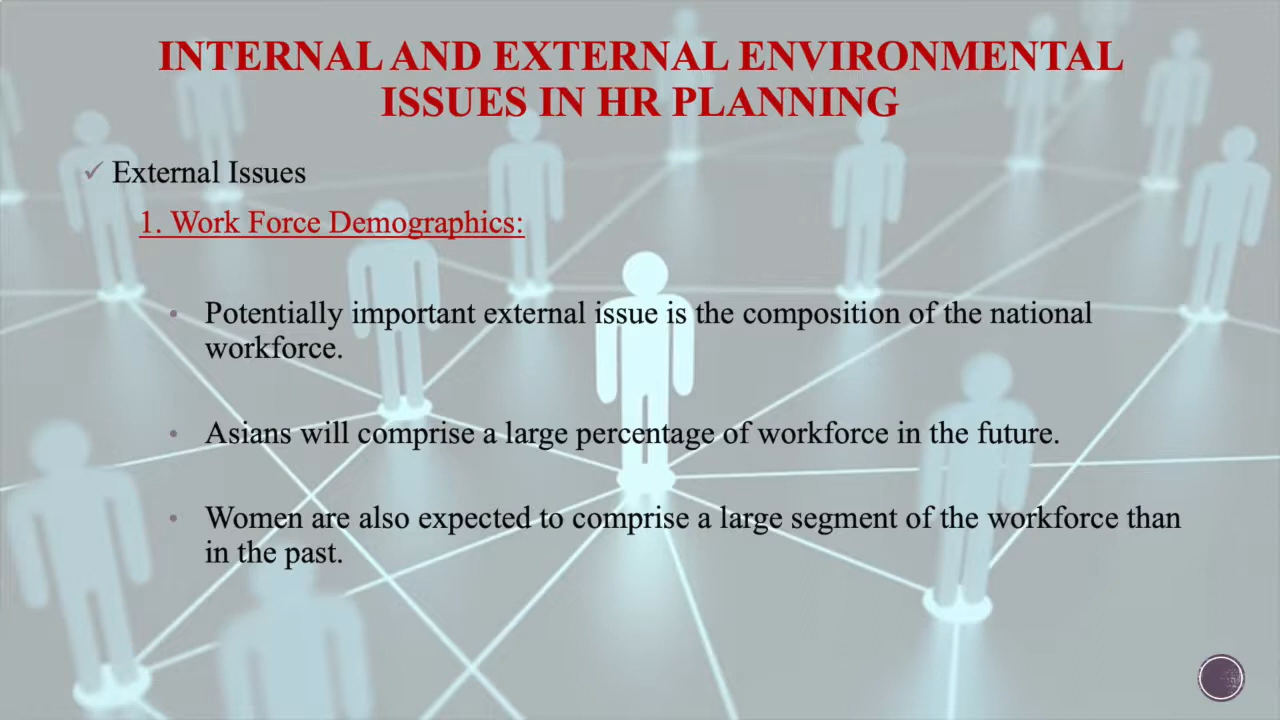 INTERNAL AND EXTERNAL ENVIRONMENTAL
ISSUES IN HR PLANNING
✓ External Issues
1. Work Force Demographics:
• Potentially important external issue is the composition of the national
workforce.
• Asians will comprise a large percentage of workforce in the future.
• Women are also expected to comprise a large segment of the workforce than
in the past.